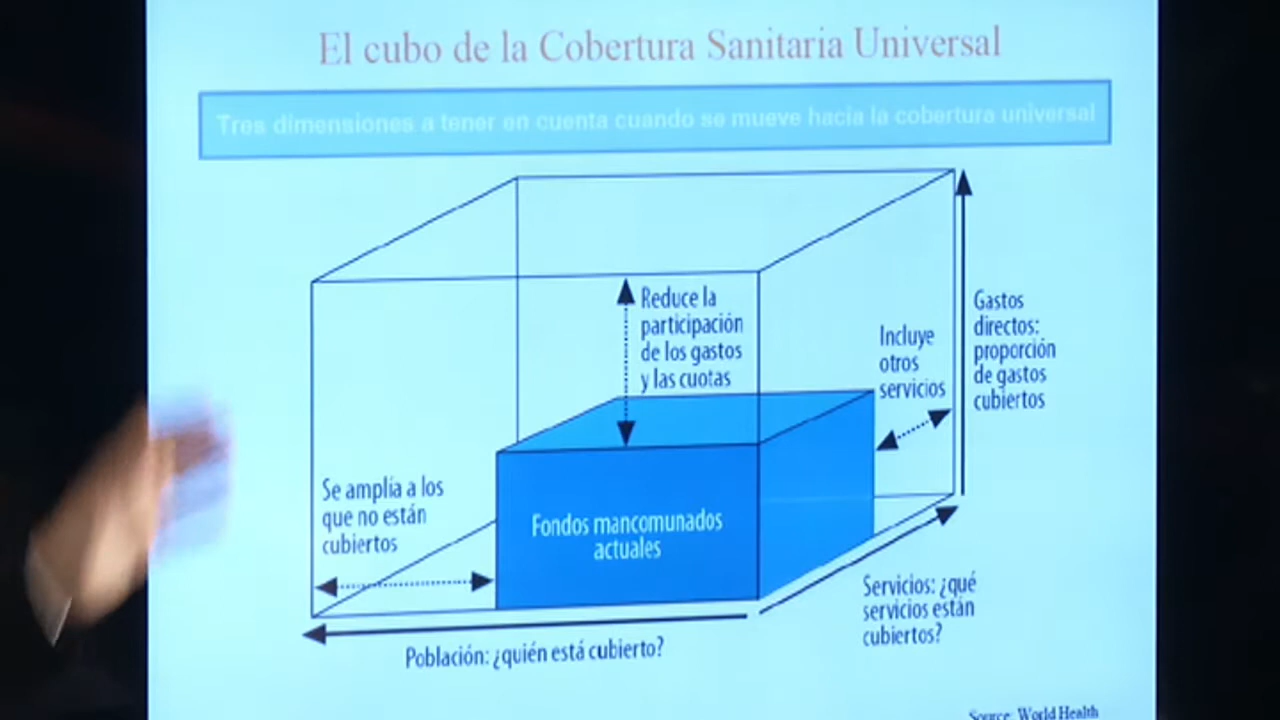 El cubo de la Cobertura Sanitaria Universal
Tres dimensiones a tener en cuenta cuando se mueve hacia la cobertura universal
Reduce la
participación
de los gastos
y las cuotas
Incluye
otros
servicios
Gastos
directos:
proporción
de gastos
cubiertos
Se amplía a los
que no están
cubiertos
Fondos mancomunados
actuales
Servicios: ¿qué
servicios están
cubiertos?
Población: ¿quién está cubierto?
Source: World Health